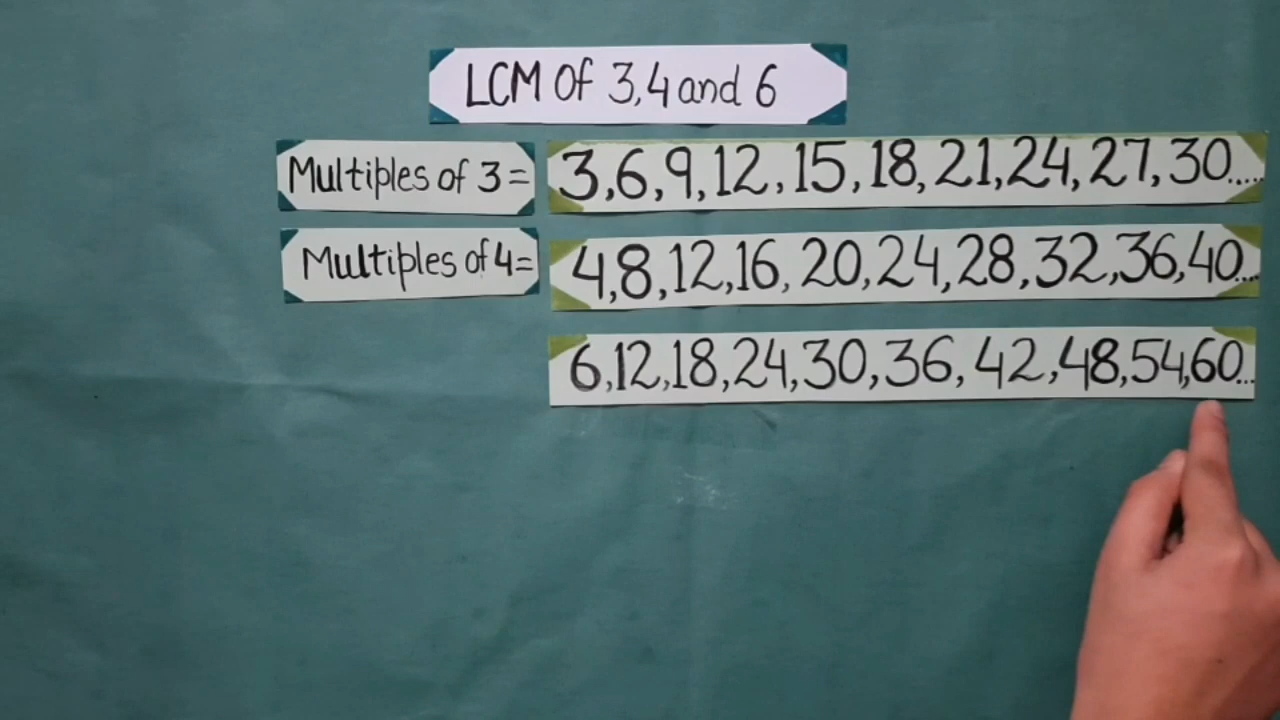 LCM Of 3,4 and 6
Multiples of 3 = 3,6,9,12,15,18,21,24,27,30.....
Multiples of 4= 4,8,12,16,20,24,28,32,36,40...
6,12,18,24,30,36,42,48,54,60...